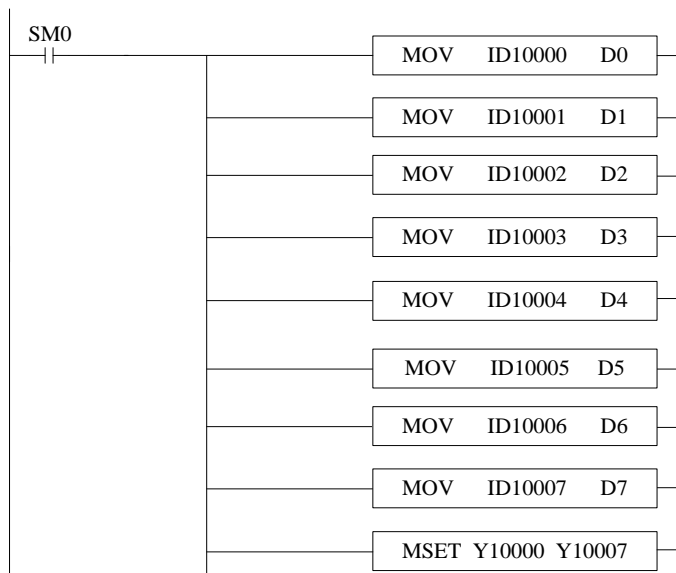 SM0
MOV ID10000 D0
MOV ID10001 D1
MOV ID10002 D2
MOV ID10003 D3
MOV ID10004 D4
MOV ID10005 D5
MOV ID10006 D6
MOV ID10007 D7
MSET Y10000 Y10007